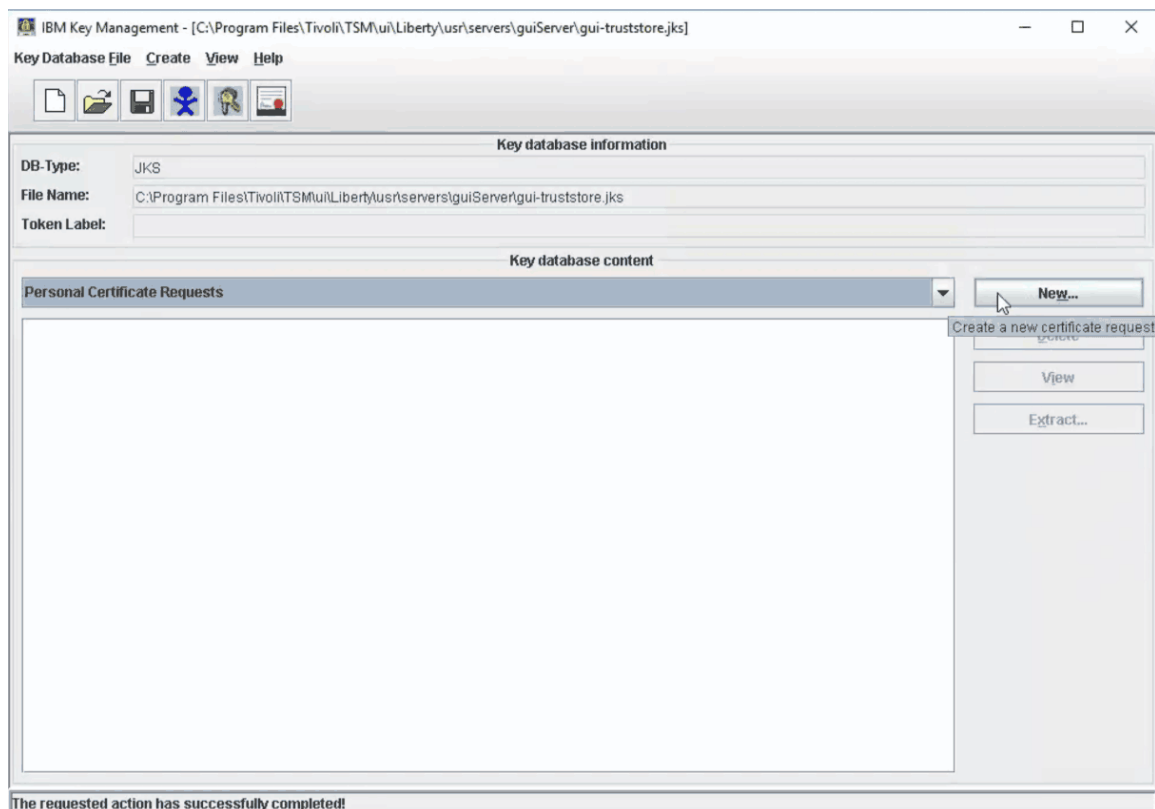 IBM Key Management - [C:\Program Files\Tivoli\TSM\ui\Liberty\usr\servers\guiServer\gui-truststore.jks]
Key Database File Create View Help
Key database information
DB-Type: JKS
File Name: C:\Program Files\Tivoli\TSM\ui\Liberty\usr\servers\guiServer\gui-truststore.jks
Token Label:
Key database content
Personal Certificate Requests
New...
Create a new certificate request
Delete
View
Extract...
The requested action has successfully completed!